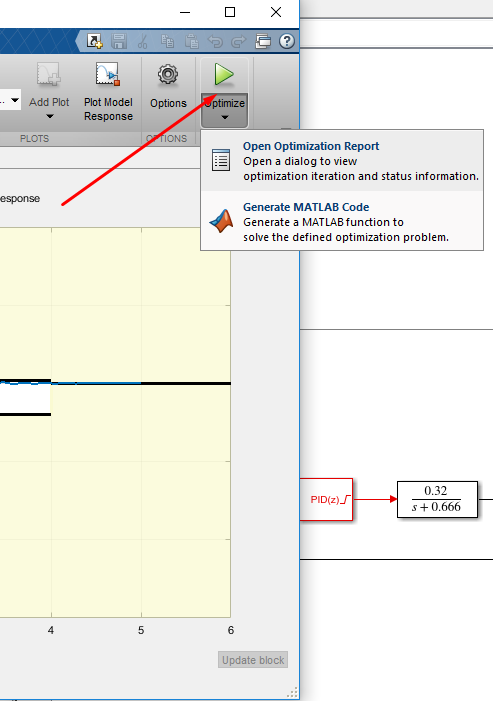 ...
Add Plot
Plot Model
Response
Options
Optimize
PLOTS
OPTIONS
Open Optimization Report
Open a dialog to view
optimization iteration and status information.
Generate MATLAB Code
Generate a MATLAB function to
solve the defined optimization problem.
esponse
PID(z)
0.32
s + 0.666
4
5
6
Update block